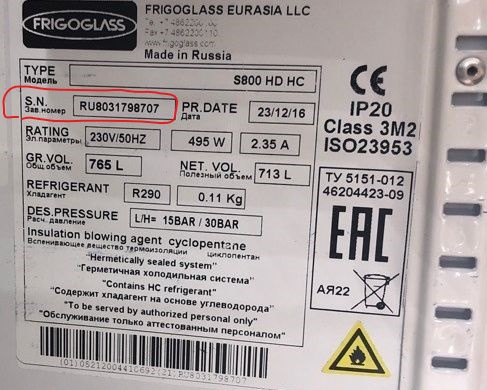 FRIGOGLASS
FRIGOGLASS EURASIA LLC
Made in Russia
TYPE S800 HD HC
Модель
S.N. RU8031798707 PR.DATE 23/12/16
Зав.номер Дата
RATING 230V/50HZ 495 W 2.35 A
Эл.параметры
GR.VOL. 765 L NET. VOL. 713 L
Общ.объем Полезный объем
REFRIGERANT R290 0.11 Kg
Хладагент
DES.PRESSURE L/H= 15BAR / 30BAR
Расч. давление
Insulation blowing agent cyclopentane
Вспенивающее вещество термоизоляции циклопентан
"Hermetically sealed system"
"Герметичная холодильная система"
"Contains HC refrigerant"
"Содержит хладагент на основе углеводорода"
"To be served by authorized personal only"
"Обслуживание только аттестованным персоналом"
(01)05212004410693(21)RU8031798707
CE
IP20
Class 3M2
ISO23953
ТУ 5151-012
46204423-09
EAC
АЯ22